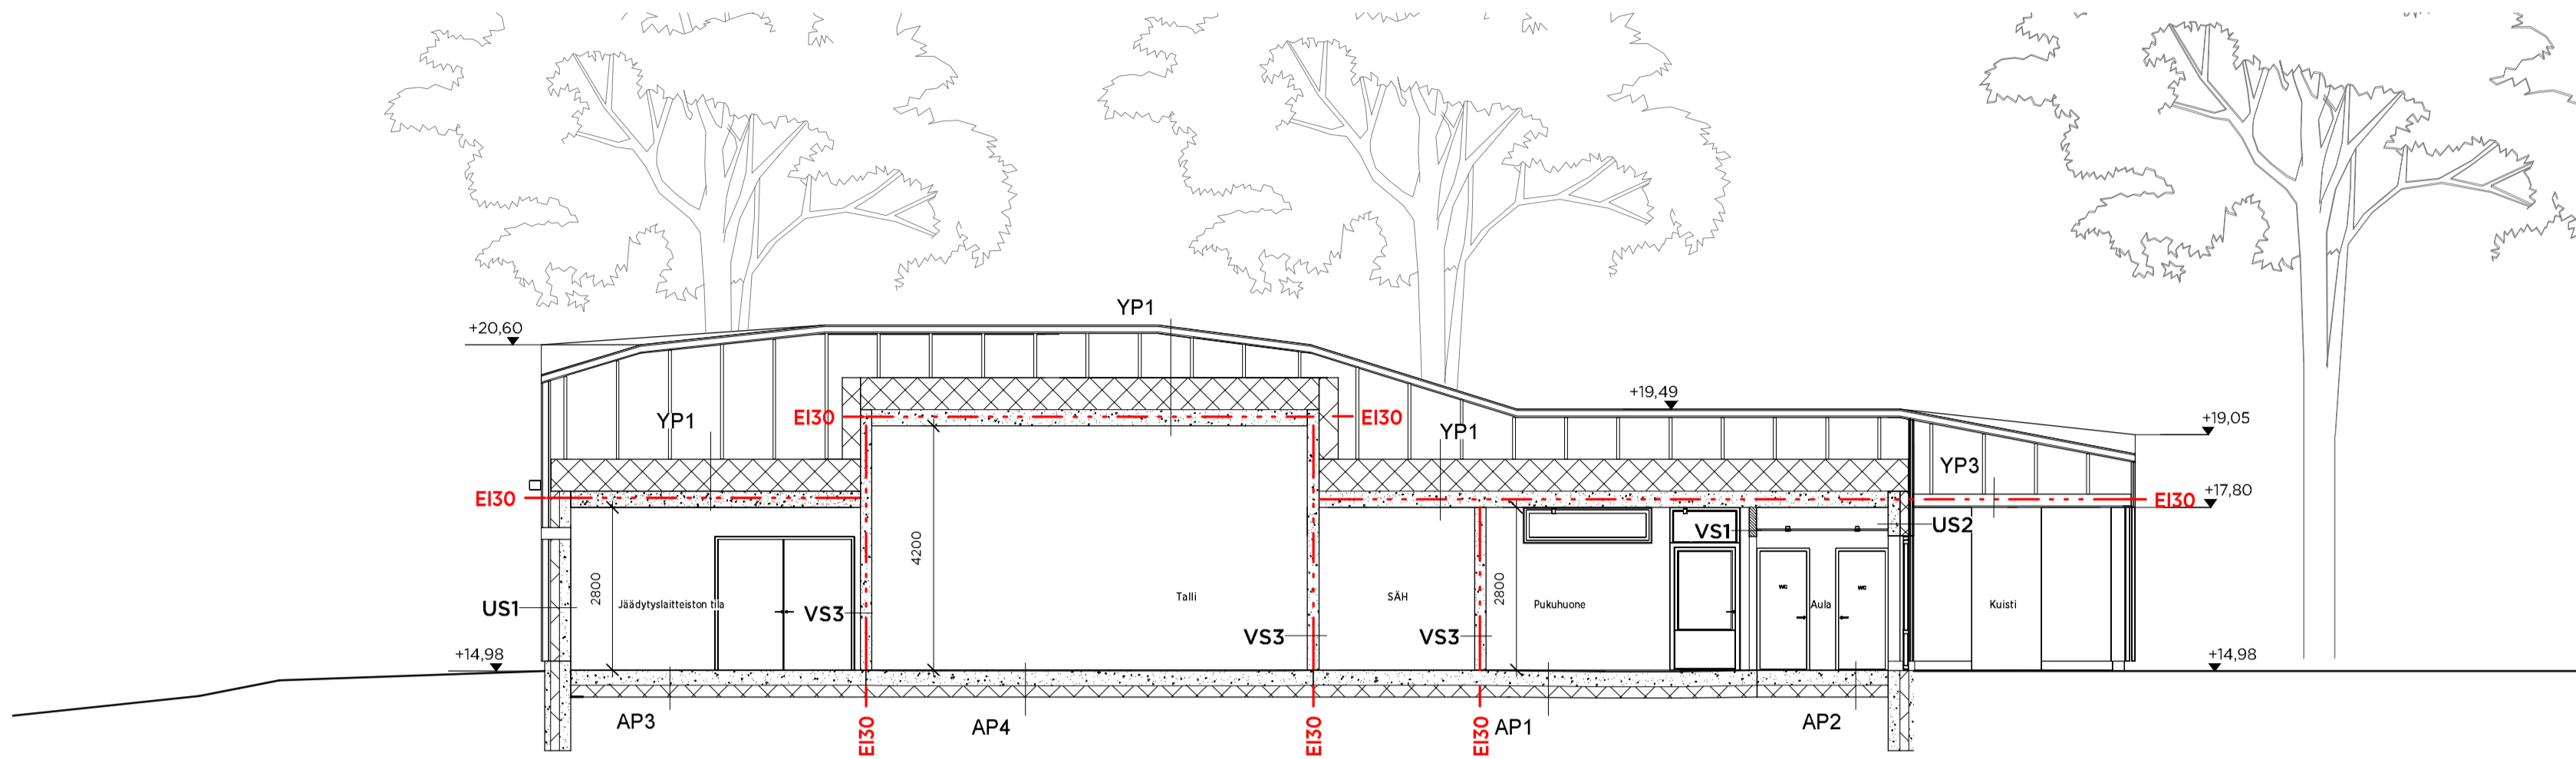 YP1
+20,60
+19,49
+19,05
YP1
EI30
EI30
YP1
YP3
EI30
+17,80
EI30
VS1
US2
4200
2800
2800
WC
WC
US1
Jäädytyslaitteiston tila
VS3
Talli
SÄH
Pukuhuone
Aula
Kuisti
VS3
VS3
+14,98
+14,98
AP3
AP4
AP1
AP2
EI30
EI30
EI30